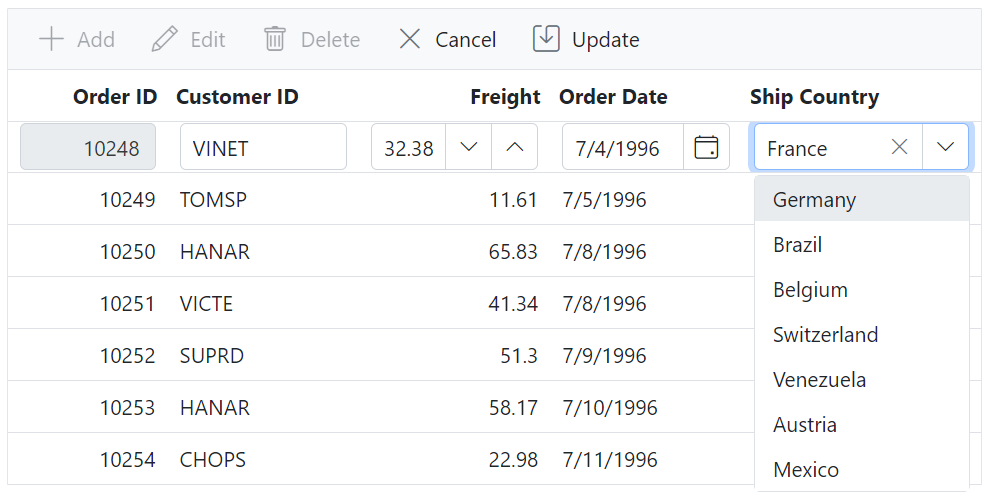 Add Edit Delete Cancel Update
Order ID Customer ID Freight Order Date Ship Country
10248 VINET 32.38 7/4/1996 France
10249 TOMSP 11.61 7/5/1996 Germany
Brazil
10250 HANAR 65.83 7/8/1996
Belgium
10251 VICTE 41.34 7/8/1996
Switzerland
10252 SUPRD 51.3 7/9/1996
Venezuela
10253 HANAR 58.17 7/10/1996
Austria
10254 CHOPS 22.98 7/11/1996
Mexico